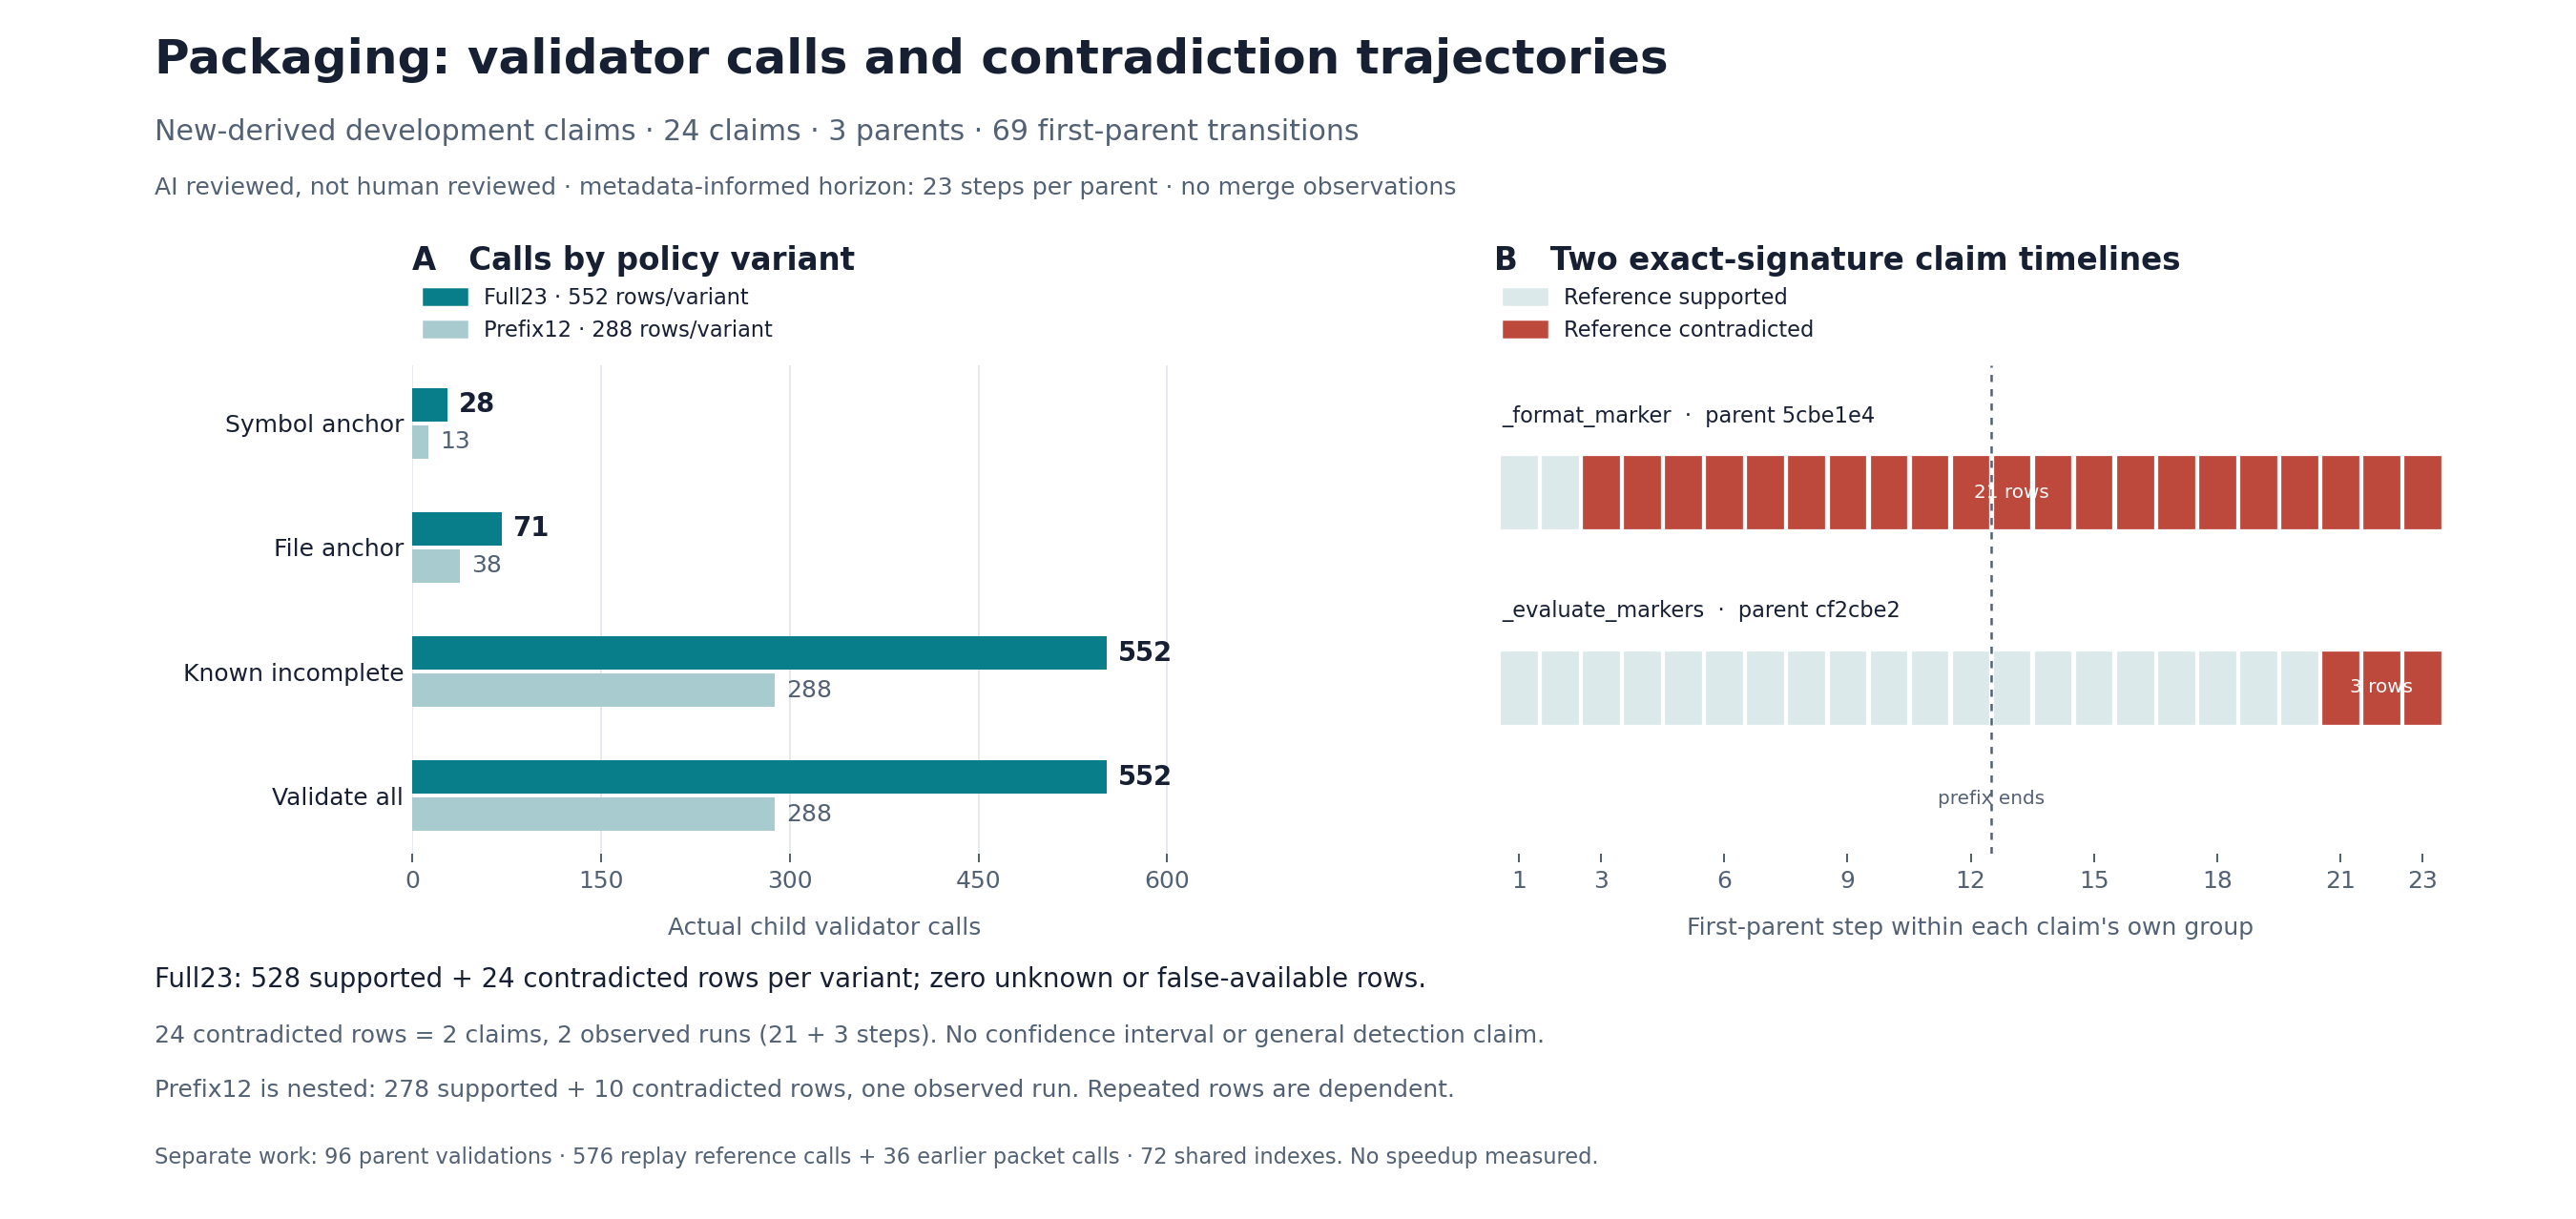 Packaging: validator calls and contradiction trajectories
New-derived development claims · 24 claims · 3 parents · 69 first-parent transitions
AI reviewed, not human reviewed · metadata-informed horizon: 23 steps per parent · no merge observations
A Calls by policy variant
Full23 · 552 rows/variant
Prefix12 · 288 rows/variant
Symbol anchor
28
13
File anchor
71
38
Known incomplete
552
288
Validate all
552
288
0 150 300 450 600
Actual child validator calls
B Two exact-signature claim timelines
Reference supported
Reference contradicted
_format_marker · parent 5cbe1e4
21 rows
_evaluate_markers · parent cf2cbe2
3 rows
prefix ends
1 3 6 9 12 15 18 21 23
First-parent step within each claim's own group
Full23: 528 supported + 24 contradicted rows per variant; zero unknown or false-available rows.
24 contradicted rows = 2 claims, 2 observed runs (21 + 3 steps). No confidence interval or general detection claim.
Prefix12 is nested: 278 supported + 10 contradicted rows, one observed run. Repeated rows are dependent.
Separate work: 96 parent validations · 576 replay reference calls + 36 earlier packet calls · 72 shared indexes. No speedup measured.